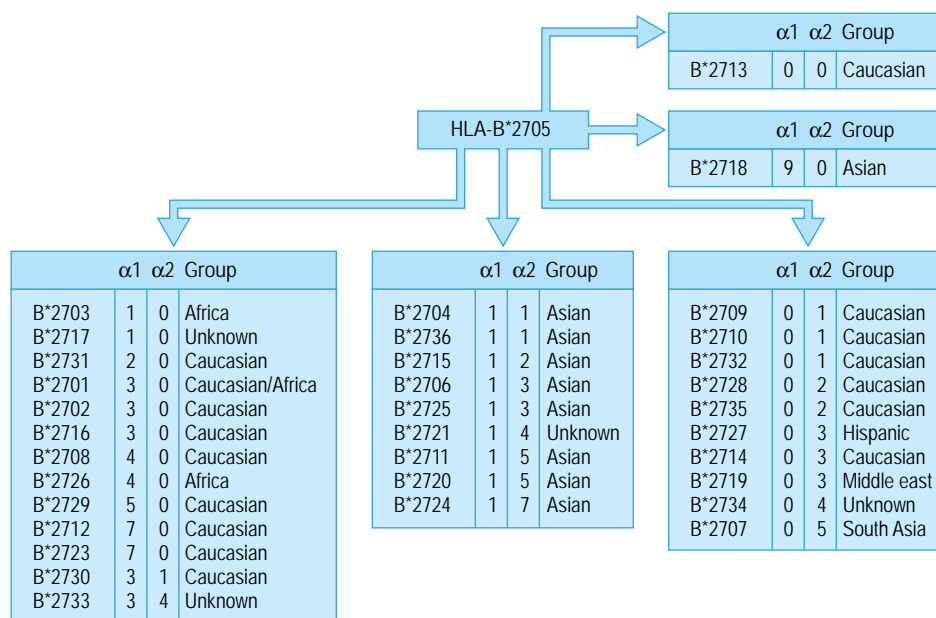 α1 α2 Group
B*2713 0 0 Caucasian
HLA-B*2705
α1 α2 Group
B*2718 9 0 Asian
α1 α2 Group
B*2703 1 0 Africa
B*2717 1 0 Unknown
B*2731 2 0 Caucasian
B*2701 3 0 Caucasian/Africa
B*2702 3 0 Caucasian
B*2716 3 0 Caucasian
B*2708 4 0 Caucasian
B*2726 4 0 Africa
B*2729 5 0 Caucasian
B*2712 7 0 Caucasian
B*2723 7 0 Caucasian
B*2730 3 1 Caucasian
B*2733 3 4 Unknown
α1 α2 Group
B*2704 1 1 Asian
B*2736 1 1 Asian
B*2715 1 2 Asian
B*2706 1 3 Asian
B*2725 1 3 Asian
B*2721 1 4 Unknown
B*2711 1 5 Asian
B*2720 1 5 Asian
B*2724 1 7 Asian
α1 α2 Group
B*2709 0 1 Caucasian
B*2710 0 1 Caucasian
B*2732 0 1 Caucasian
B*2728 0 2 Caucasian
B*2735 0 2 Caucasian
B*2727 0 3 Hispanic
B*2714 0 3 Caucasian
B*2719 0 3 Middle east
B*2734 0 4 Unknown
B*2707 0 5 South Asia